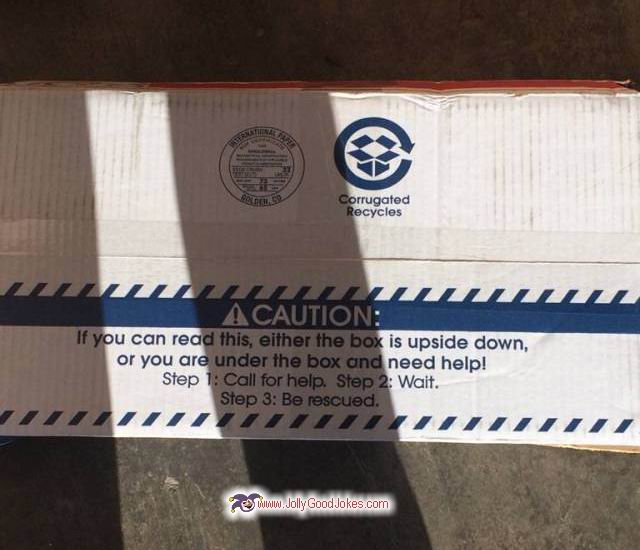 INTERNATIONAL PAPER
GOLDEN, CO
Corrugated
Recycles
CAUTION:
If you can read this, either the box is upside down,
or you are under the box and need help!
Step 1: Call for help. Step 2: Wait.
Step 3: Be rescued.
www.JollyGoodJokes.com